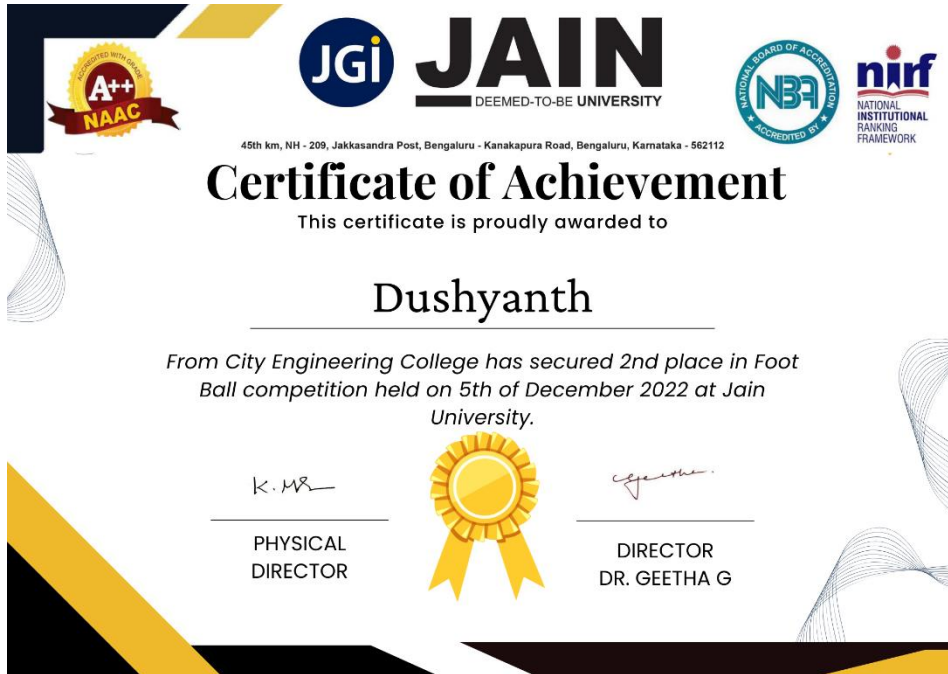 ACCREDITED WITH GRADE
A++
NAAC
JGi
JAIN
DEEMED-TO-BE UNIVERSITY
NATIONAL BOARD OF ACCREDITATION
NBA
ACCREDITED BY
nirf
NATIONAL
INSTITUTIONAL
RANKING
FRAMEWORK
45th km, NH - 209, Jakkasandra Post, Bengaluru - Kanakapura Road, Bengaluru, Karnataka - 562112
Certificate of Achievement
This certificate is proudly awarded to
Dushyanth
From City Engineering College has secured 2nd place in Foot
Ball competition held on 5th of December 2022 at Jain
University.
PHYSICAL
DIRECTOR
DIRECTOR
DR. GEETHA G